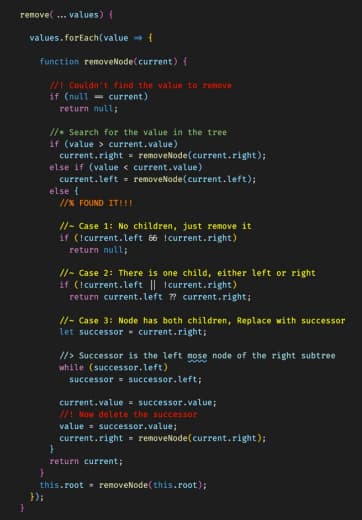 remove(...values) {
values.forEach(value => {
function removeNode(current) {
//! Couldn't find the value to remove
if (null == current)
return null;
//* Search for the value in the tree
if (value > current.value)
current.right = removeNode(current.right);
else if (value < current.value)
current.left = removeNode(current.left);
else {
//% FOUND IT!!!
//~ Case 1: No children, just remove it
if (!current.left && !current.right)
return null;
//~ Case 2: There is one child, either left or right
if (!current.left || !current.right)
return current.left ?? current.right;
//~ Case 3: Node has both children, Replace with successor
let successor = current.right;
//> Successor is the left mose node of the right subtree
while (successor.left)
successor = successor.left;
current.value = successor.value;
//! Now delete the successor
value = successor.value;
current.right = removeNode(current.right);
}
return current;
}
this.root = removeNode(this.root);
});
}